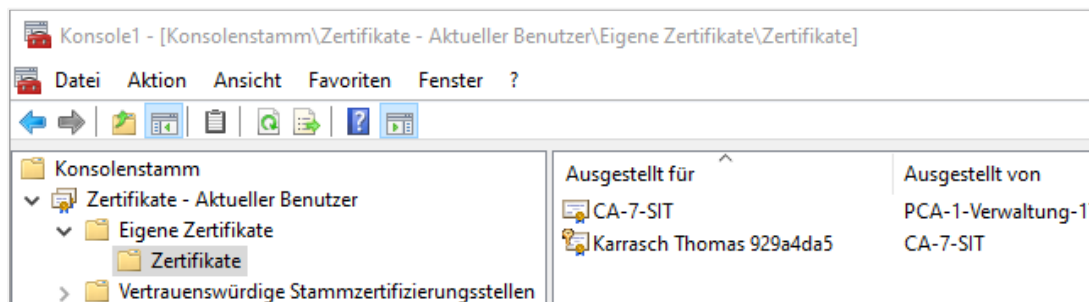 Konsole1 - [Konsolenstamm\Zertifikate - Aktueller Benutzer\Eigene Zertifikate\Zertifikate]
Datei Aktion Ansicht Favoriten Fenster ?
Konsolenstamm
Zertifikate - Aktueller Benutzer
Eigene Zertifikate
Zertifikate
Vertrauenswürdige Stammzertifizierungsstellen
Ausgestellt für Ausgestellt von
CA-7-SIT PCA-1-Verwaltung-1
Karrasch Thomas 929a4da5 CA-7-SIT